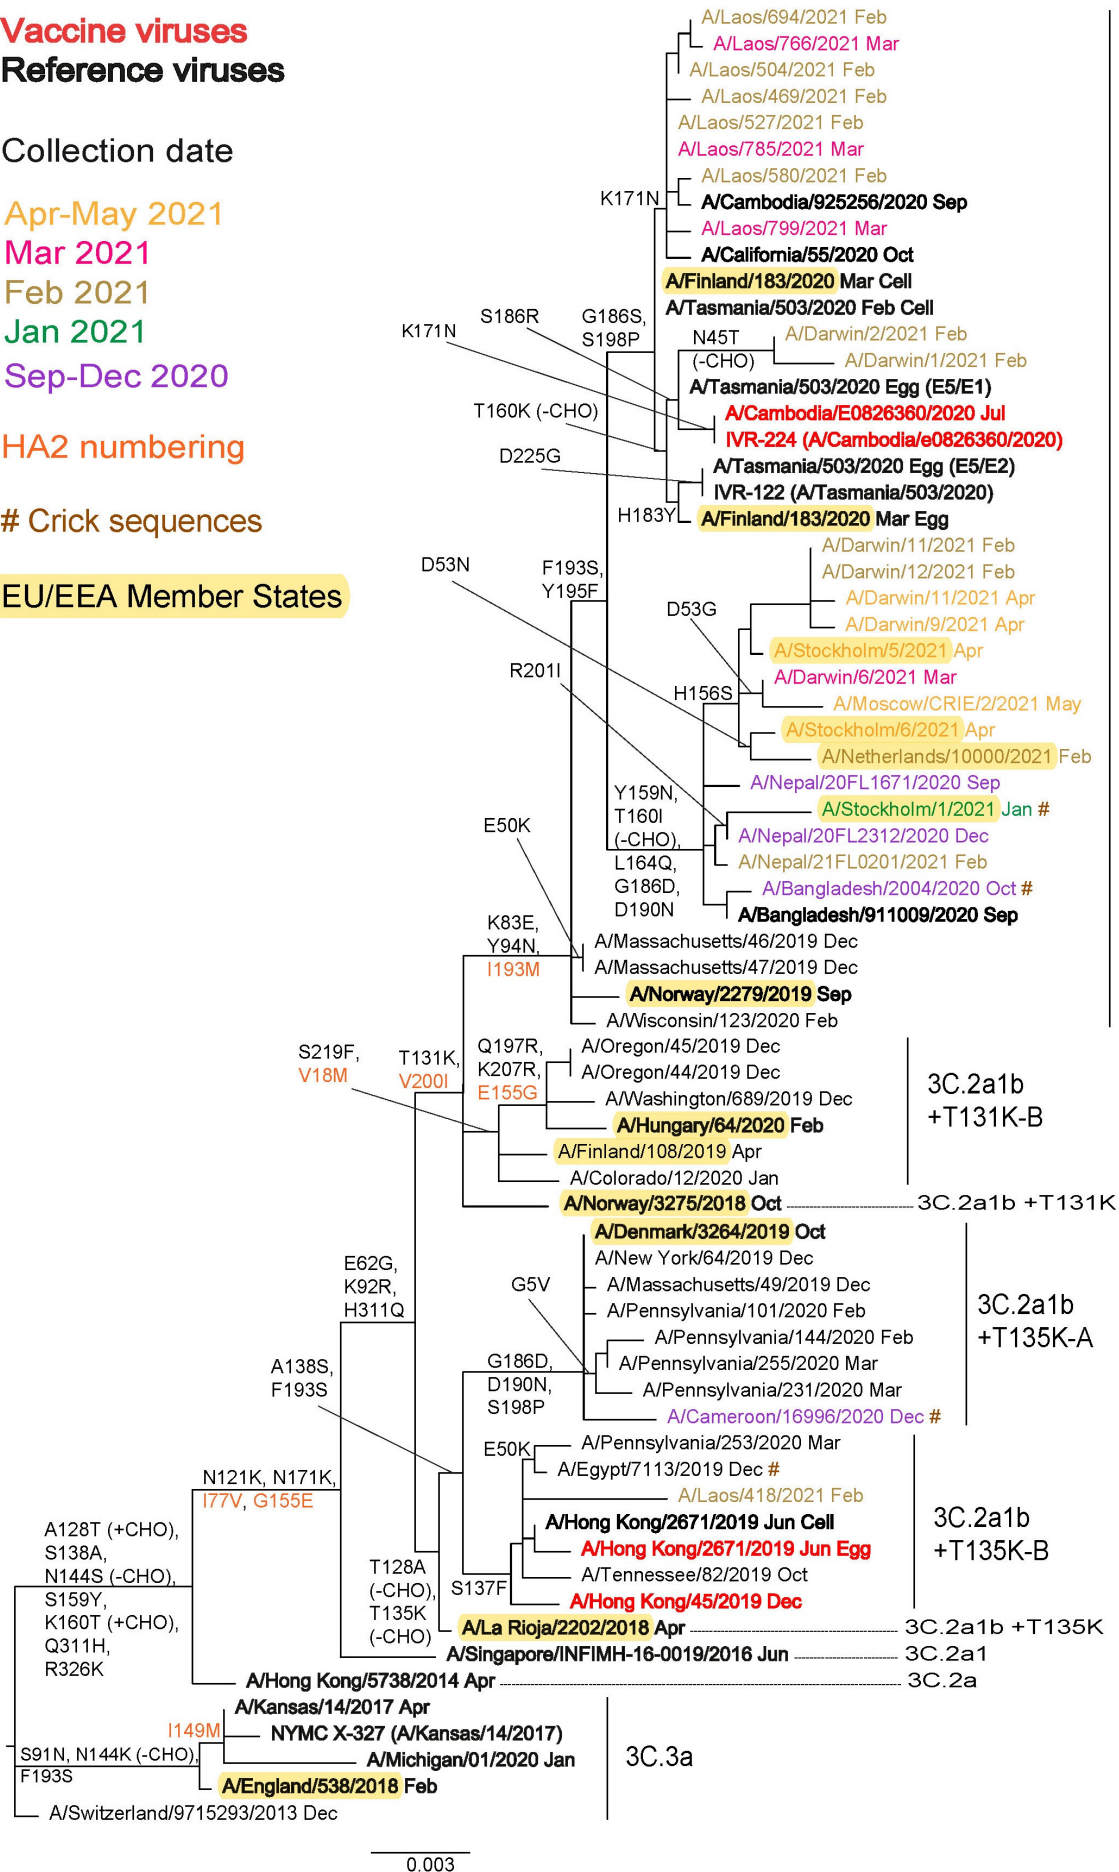 Vaccine viruses
Reference viruses
Collection date
Apr-May 2021
Mar 2021
Feb 2021
Jan 2021
Sep-Dec 2020
HA2 numbering
# Crick sequences
EU/EEA Member States
A/Laos/694/2021 Feb
A/Laos/766/2021 Mar
A/Laos/504/2021 Feb
A/Laos/469/2021 Feb
A/Laos/527/2021 Feb
A/Laos/785/2021 Mar
A/Laos/580/2021 Feb
K171N
A/Cambodia/925256/2020 Sep
A/Laos/799/2021 Mar
A/California/55/2020 Oct
A/Finland/183/2020 Mar Cell
A/Tasmania/503/2020 Feb Cell
G186S,
S198P
S186R
K171N
N45T
(-CHO)
A/Darwin/2/2021 Feb
A/Darwin/1/2021 Feb
A/Tasmania/503/2020 Egg (E5/E1)
T160K (-CHO)
A/Cambodia/E0826360/2020 Jul
IVR-224 (A/Cambodia/e0826360/2020)
D225G
A/Tasmania/503/2020 Egg (E5/E2)
IVR-122 (A/Tasmania/503/2020)
H183Y
A/Finland/183/2020 Mar Egg
F193S,
Y195F
D53N
A/Darwin/11/2021 Feb
A/Darwin/12/2021 Feb
A/Darwin/11/2021 Apr
A/Darwin/9/2021 Apr
D53G
A/Stockholm/5/2021 Apr
R201I
H156S
A/Darwin/6/2021 Mar
A/Moscow/CRIE/2/2021 May
A/Stockholm/6/2021 Apr
A/Netherlands/10000/2021 Feb
A/Nepal/20FL1671/2020 Sep
Y159N,
T160I
(-CHO),
L164Q,
G186D,
D190N
A/Stockholm/1/2021 Jan #
A/Nepal/20FL2312/2020 Dec
A/Nepal/21FL0201/2021 Feb
A/Bangladesh/2004/2020 Oct #
A/Bangladesh/911009/2020 Sep
E50K
K83E,
Y94N,
I193M
A/Massachusetts/46/2019 Dec
A/Massachusetts/47/2019 Dec
A/Norway/2279/2019 Sep
A/Wisconsin/123/2020 Feb
S219F,
V18M
T131K,
V200I
Q197R,
K207R,
E155G
A/Oregon/45/2019 Dec
A/Oregon/44/2019 Dec
A/Washington/689/2019 Dec
A/Hungary/64/2020 Feb
A/Finland/108/2019 Apr
A/Colorado/12/2020 Jan
3C.2a1b
+T131K-B
A/Norway/3275/2018 Oct
3C.2a1b +T131K
A/Denmark/3264/2019 Oct
A/New York/64/2019 Dec
A/Massachusetts/49/2019 Dec
A/Pennsylvania/101/2020 Feb
A/Pennsylvania/144/2020 Feb
A/Pennsylvania/255/2020 Mar
A/Pennsylvania/231/2020 Mar
A/Cameroon/16996/2020 Dec #
3C.2a1b
+T135K-A
E62G,
K92R,
H311Q
G5V
A138S,
F193S
G186D,
D190N,
S198P
E50K
A/Pennsylvania/253/2020 Mar
A/Egypt/7113/2019 Dec #
A/Laos/418/2021 Feb
A/Hong Kong/2671/2019 Jun Cell
A/Hong Kong/2671/2019 Jun Egg
A/Tennessee/82/2019 Oct
S137F
A/Hong Kong/45/2019 Dec
3C.2a1b
+T135K-B
N121K, N171K,
I77V, G155E
T128A
(-CHO),
T135K
(-CHO)
A/La Rioja/2202/2018 Apr
3C.2a1b +T135K
A/Singapore/INFIMH-16-0019/2016 Jun
3C.2a1
A128T (+CHO),
S138A,
N144S (-CHO),
S159Y,
K160T (+CHO),
Q311H,
R326K
A/Hong Kong/5738/2014 Apr
3C.2a
A/Kansas/14/2017 Apr
I149M
NYMC X-327 (A/Kansas/14/2017)
A/Michigan/01/2020 Jan
S91N, N144K (-CHO),
F193S
A/England/538/2018 Feb
3C.3a
A/Switzerland/9715293/2013 Dec
0.003